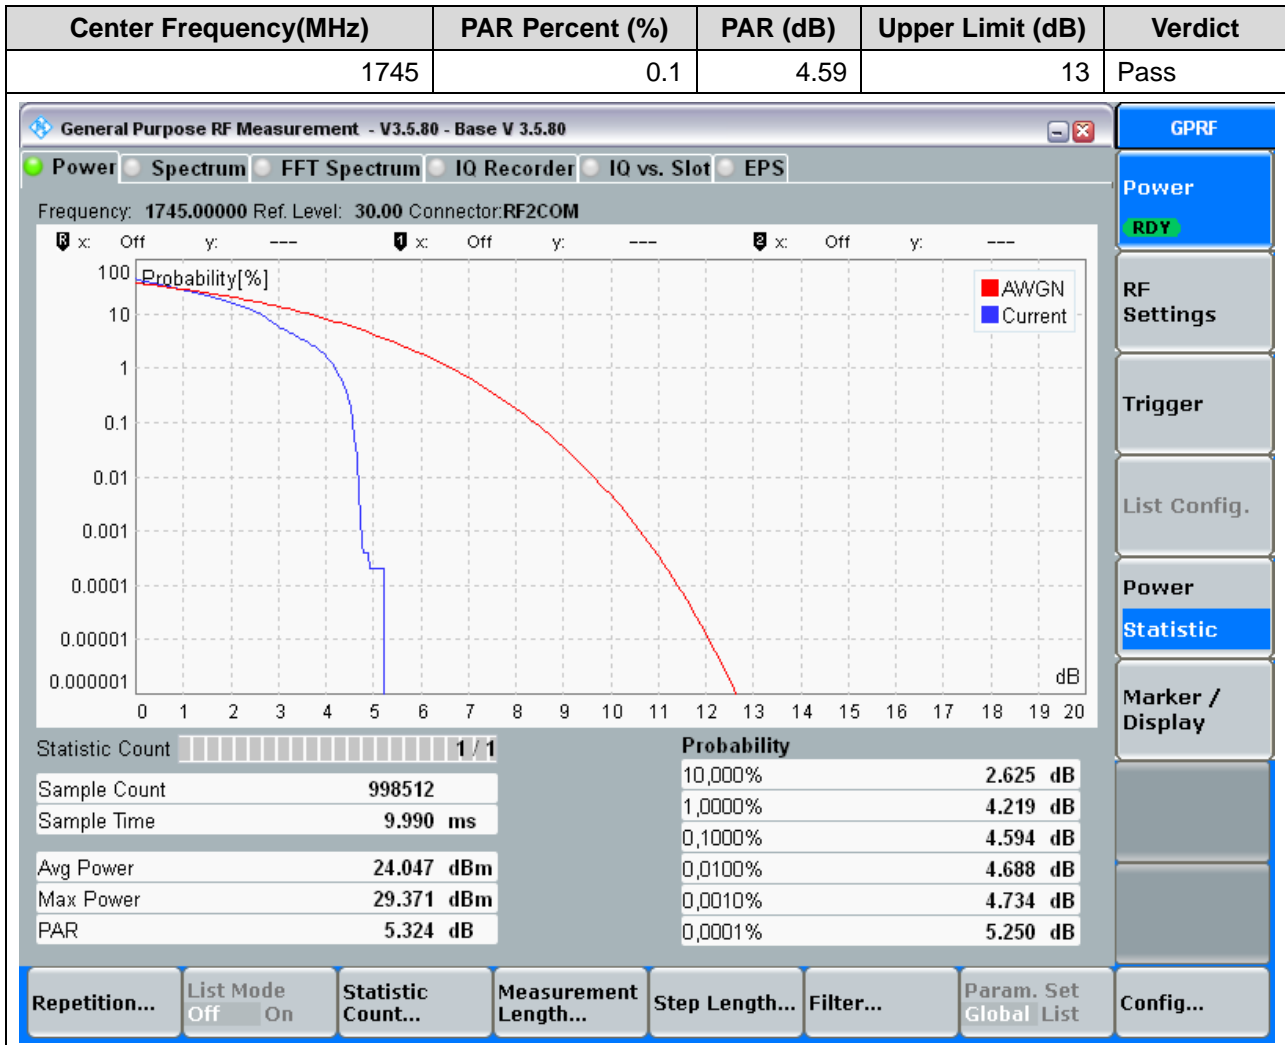 Center Frequency(MHz) PAR Percent (%) PAR (dB) Upper Limit (dB) Verdict
1745 0.1 4.59 13 Pass
General Purpose RF Measurement - V3.5.80 - Base V 3.5.80
GPRF
Power Spectrum FFT Spectrum IQ Recorder IQ vs. Slot EPS
Power
RDY
Frequency: 1745.00000 Ref. Level: 30.00 Connector:RF2COM
R x: Off y: --- 1 x: Off y: --- 2 x: Off y: ---
Probability[%]
AWGN
Current
100
10
1
0.1
0.01
0.001
0.0001
0.00001
0.000001
dB
0 1 2 3 4 5 6 7 8 9 10 11 12 13 14 15 16 17 18 19 20
RF
Settings
Trigger
List Config.
Power
Statistic
Marker /
Display
Statistic Count 1 / 1
Sample Count 998512
Sample Time 9.990 ms
Avg Power 24.047 dBm
Max Power 29.371 dBm
PAR 5.324 dB
Probability
10,000% 2.625 dB
1,0000% 4.219 dB
0,1000% 4.594 dB
0,0100% 4.688 dB
0,0010% 4.734 dB
0,0001% 5.250 dB
Repetition...
List Mode
Off On
Statistic
Count...
Measurement
Length...
Step Length...
Filter...
Param. Set
Global List
Config...